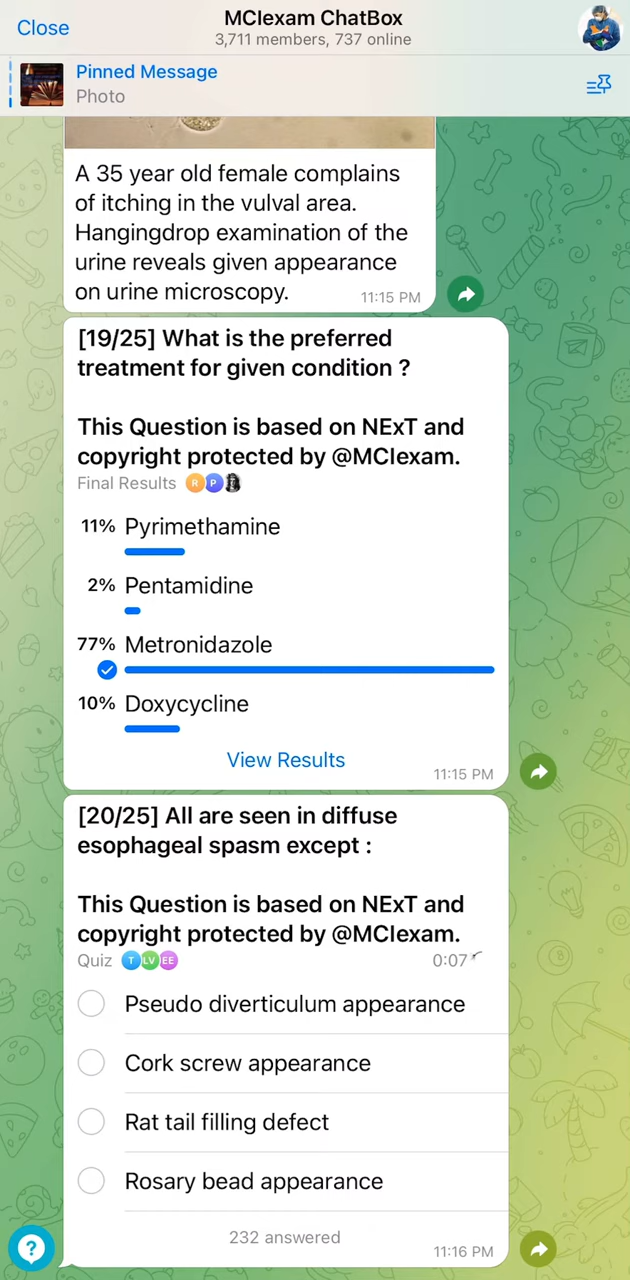 Close
MCIexam ChatBox
3,711 members, 737 online
Pinned Message
Photo
A 35 year old female complains
of itching in the vulval area.
Hangingdrop examination of the
urine reveals given appearance
on urine microscopy.
11:15 PM
[19/25] What is the preferred
treatment for given condition ?
This Question is based on NExT and
copyright protected by @MCIexam.
Final Results R P
11% Pyrimethamine
2% Pentamidine
77% Metronidazole
10% Doxycycline
View Results
11:15 PM
[20/25] All are seen in diffuse
esophageal spasm except :
This Question is based on NExT and
copyright protected by @MCIexam.
Quiz T LV EE 0:07
Pseudo diverticulum appearance
Cork screw appearance
Rat tail filling defect
Rosary bead appearance
232 answered
11:16 PM
?